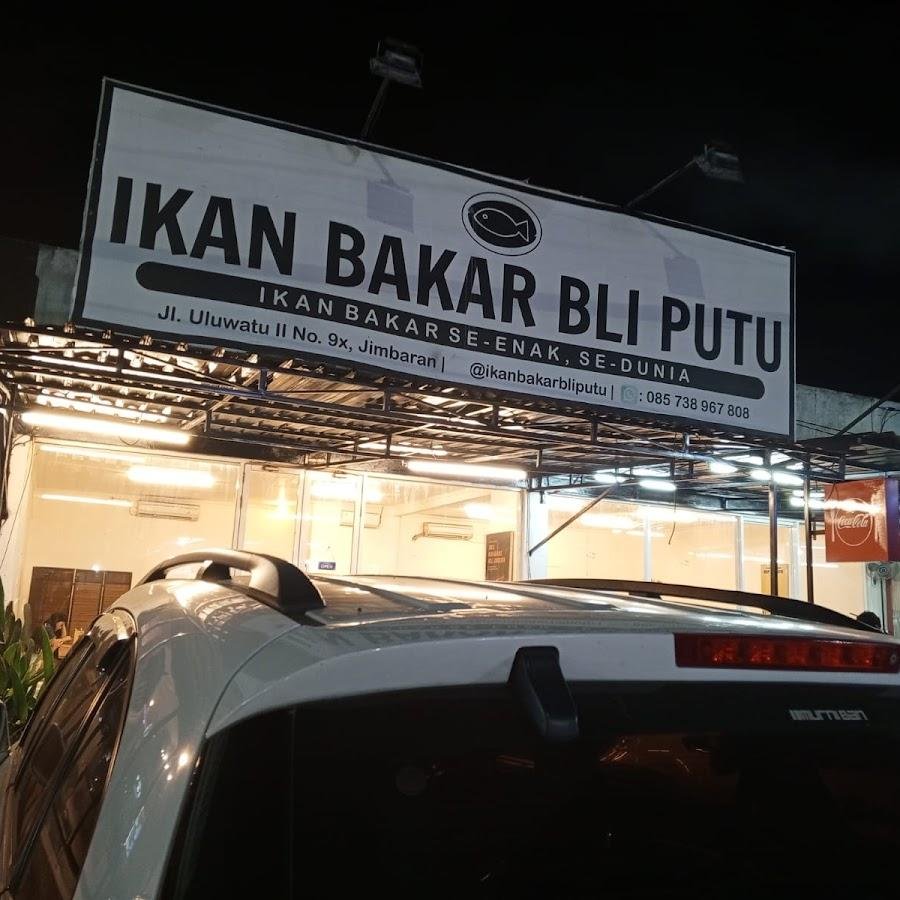 IKAN BAKAR BLI PUTU
IKAN BAKAR SE-ENAK, SE-DUNIA
Jl. Uluwatu II No. 9x, Jimbaran | @ikanbakarbliputu | : 085 738 967 808
Coca-Cola
OPEN